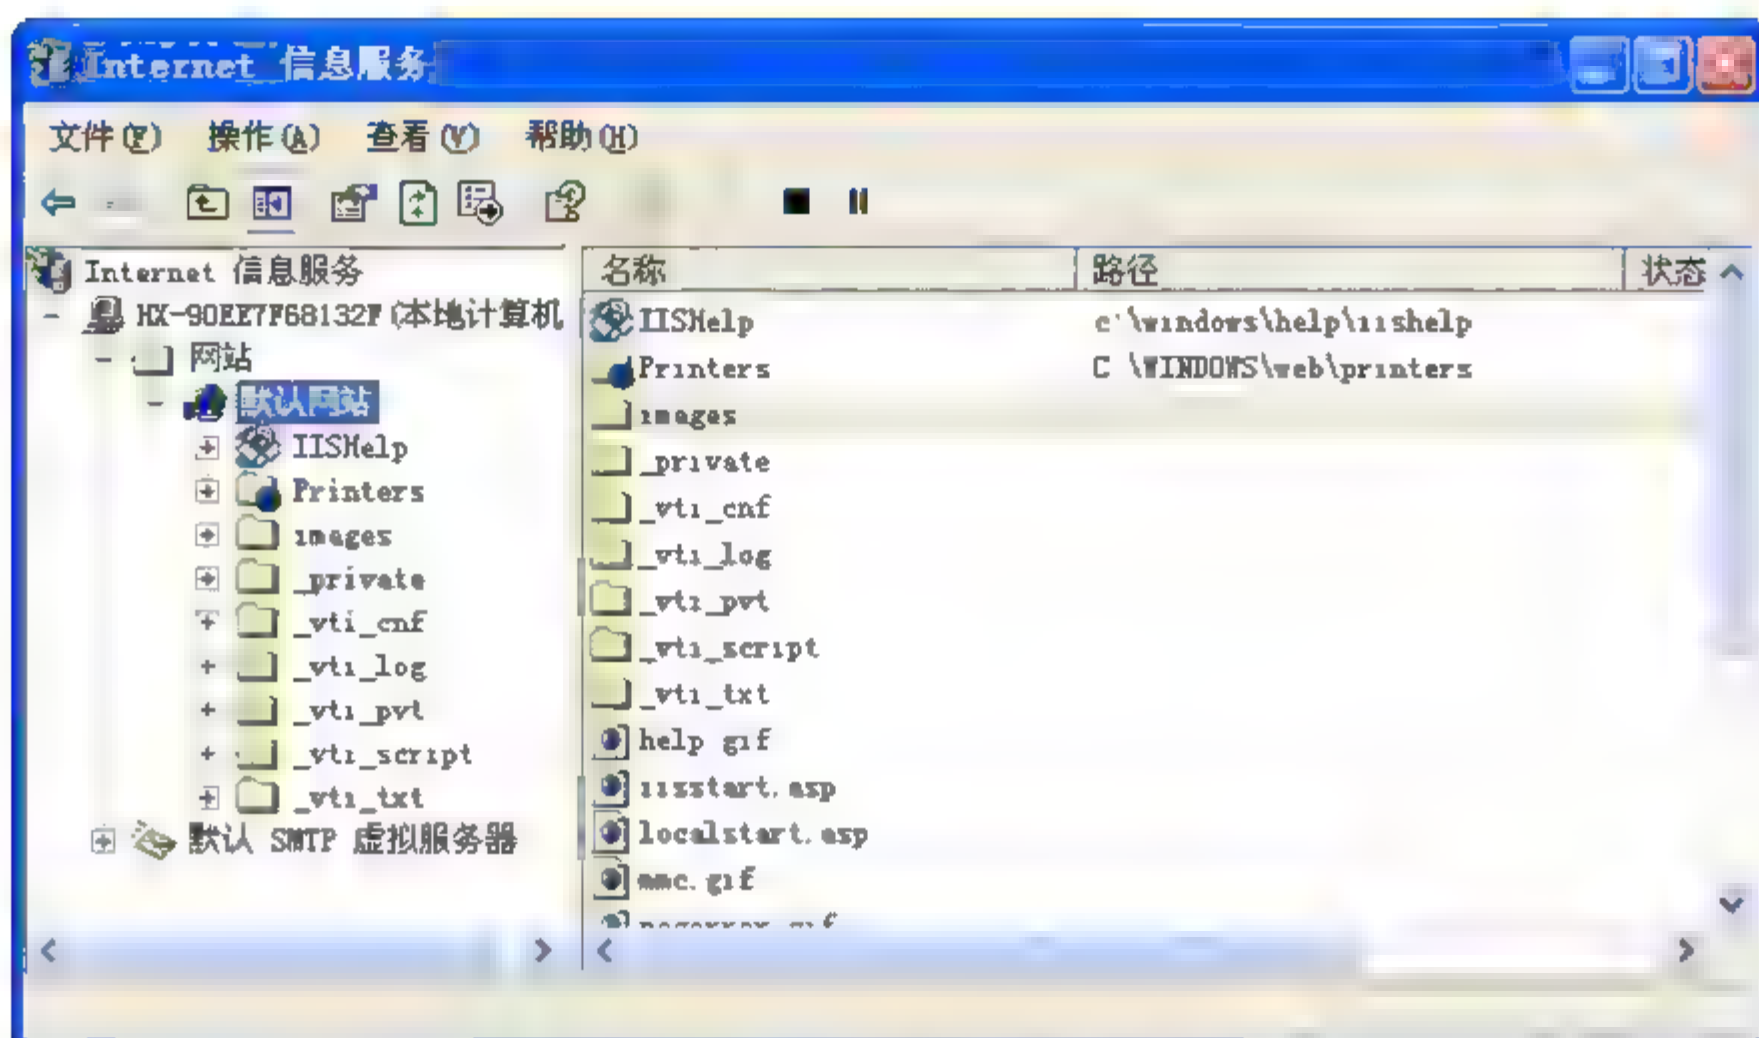 Internet 信息服务
文件(F) 操作(A) 查看(V) 帮助(H)
Internet 信息服务
HX-90EE7F68132F(本地计算机
网站
默认网站
IISHelp
Printers
images
_private
_vti_cnf
_vti_log
_vti_pvt
_vti_script
_vti_txt
默认 SMTP 虚拟服务器
名称 路径 状态
IISHelp c:\windows\help\iishelp
Printers C:\WINDOWS\web\printers
images
_private
_vti_cnf
_vti_log
_vti_pvt
_vti_script
_vti_txt
help.gif
iisstart.asp
localstart.asp
mmc.gif